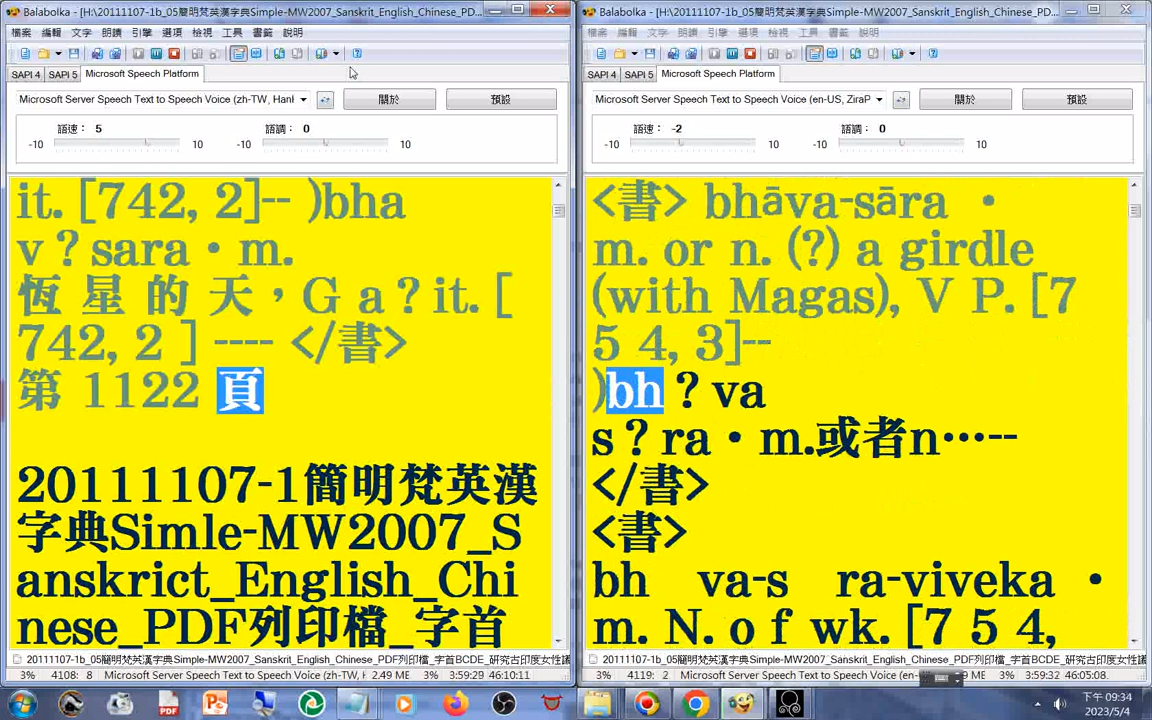 Balabolka - [H:\20111107-1b_05簡明梵英漢字典Simple-MW2007_Sanskrit_English_Chinese_PD...
檔案 編輯 文字 朗讀 引擎 選項 檢視 工具 書籤 說明
SAPI 4 SAPI 5 Microsoft Speech Platform
Microsoft Server Speech Text to Speech Voice (zh-TW, Hanl
關於 預設
語速： 5 語調： 0
-10 10 -10 10
it. [742, 2]-- )bha
v？sara · m.
恆 星 的 天，G a？it. [
742, 2 ] ---- </書>
第 1122 頁
20111107-1簡明梵英漢
字典Simle-MW2007_S
anskrict_English_Chi
nese_PDF列印檔_字首
20111107-1b_05簡明梵英漢字典Simple-MW2007_Sanskrit_English_Chinese_PDF列印檔_字首BCDE_研究古印度女性議
3% 4108: 8 Microsoft Server Speech Text to Speech Voice (zh-TW, H 2.49 ME 3% 3:59:29 46:10:11
Balabolka - [H:\20111107-1b_05簡明梵英漢字典Simple-MW2007_Sanskrit_English_Chinese_PD...
檔案 編輯 文字 朗讀 引擎 選項 檢視 工具 書籤 說明
SAPI 4 SAPI 5 Microsoft Speech Platform
Microsoft Server Speech Text to Speech Voice (en-US, ZiraP
關於 預設
語速： -2 語調： 0
-10 10 -10 10
<書> bhāva-sāra ·
m. or n. (?) a girdle
(with Magas), V P. [7
5 4, 3]--
)bh？va
s？ra · m.或者n…--
</書>
<書>
bh va-s ra-viveka ·
m. N. o f wk. [7 5 4,
20111107-1b_05簡明梵英漢字典Simple-MW2007_Sanskrit_English_Chinese_PDF列印檔_字首BCDE_研究古印度女性議
3% 4119: 2 Microsoft Server Speech Text to Speech Voice (en-US, Z ME 3% 3:59:32 46:05:08
下午 09:34
2023/5/4